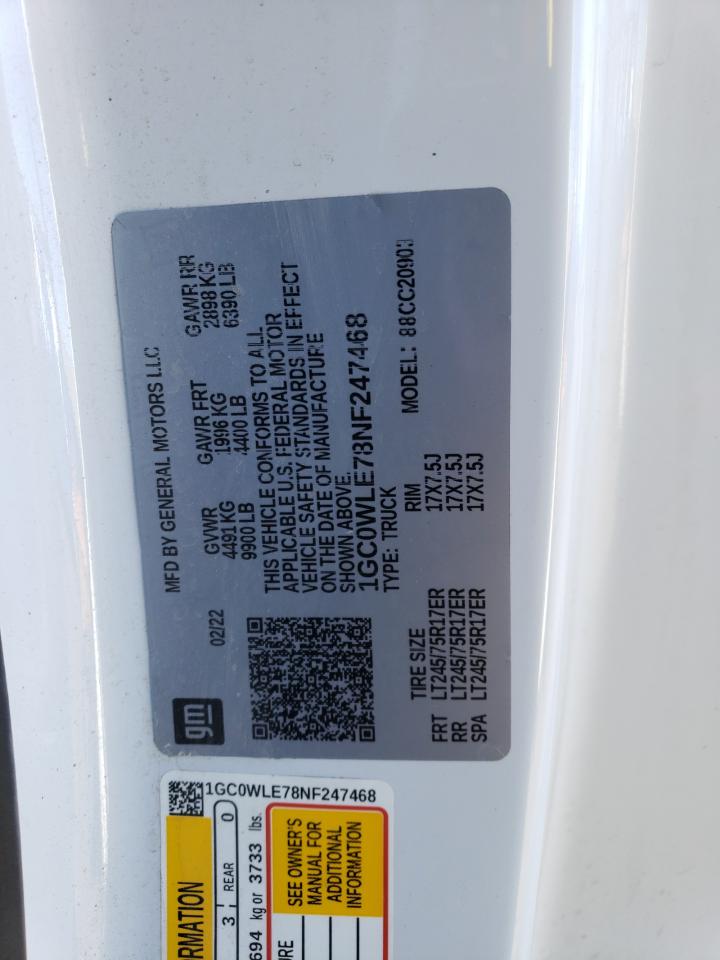 gm
02/22
MFD BY GENERAL MOTORS LLC
GVWR GAWR FRT GAWR RR
4491 KG 1996 KG 2898 KG
9900 LB 4400 LB 6390 LB
THIS VEHICLE CONFORMS TO ALL
APPLICABLE U.S. FEDERAL MOTOR
VEHICLE SAFETY STANDARDS IN EFFECT
ON THE DATE OF MANUFACTURE
SHOWN ABOVE.
1GC0WLE78NF247468
TYPE: TRUCK MODEL:
TIRE SIZE RIM
FRT LT245/75R17ER 17X7.5J
RR LT245/75R17ER 17X7.5J
SPA LT245/75R17ER 17X7.5J
1GC0WLE78NF247468
3 REAR 0
694 kg or 3733 lbs.
SEE OWNER'S
MANUAL FOR
ADDITIONAL
INFORMATION